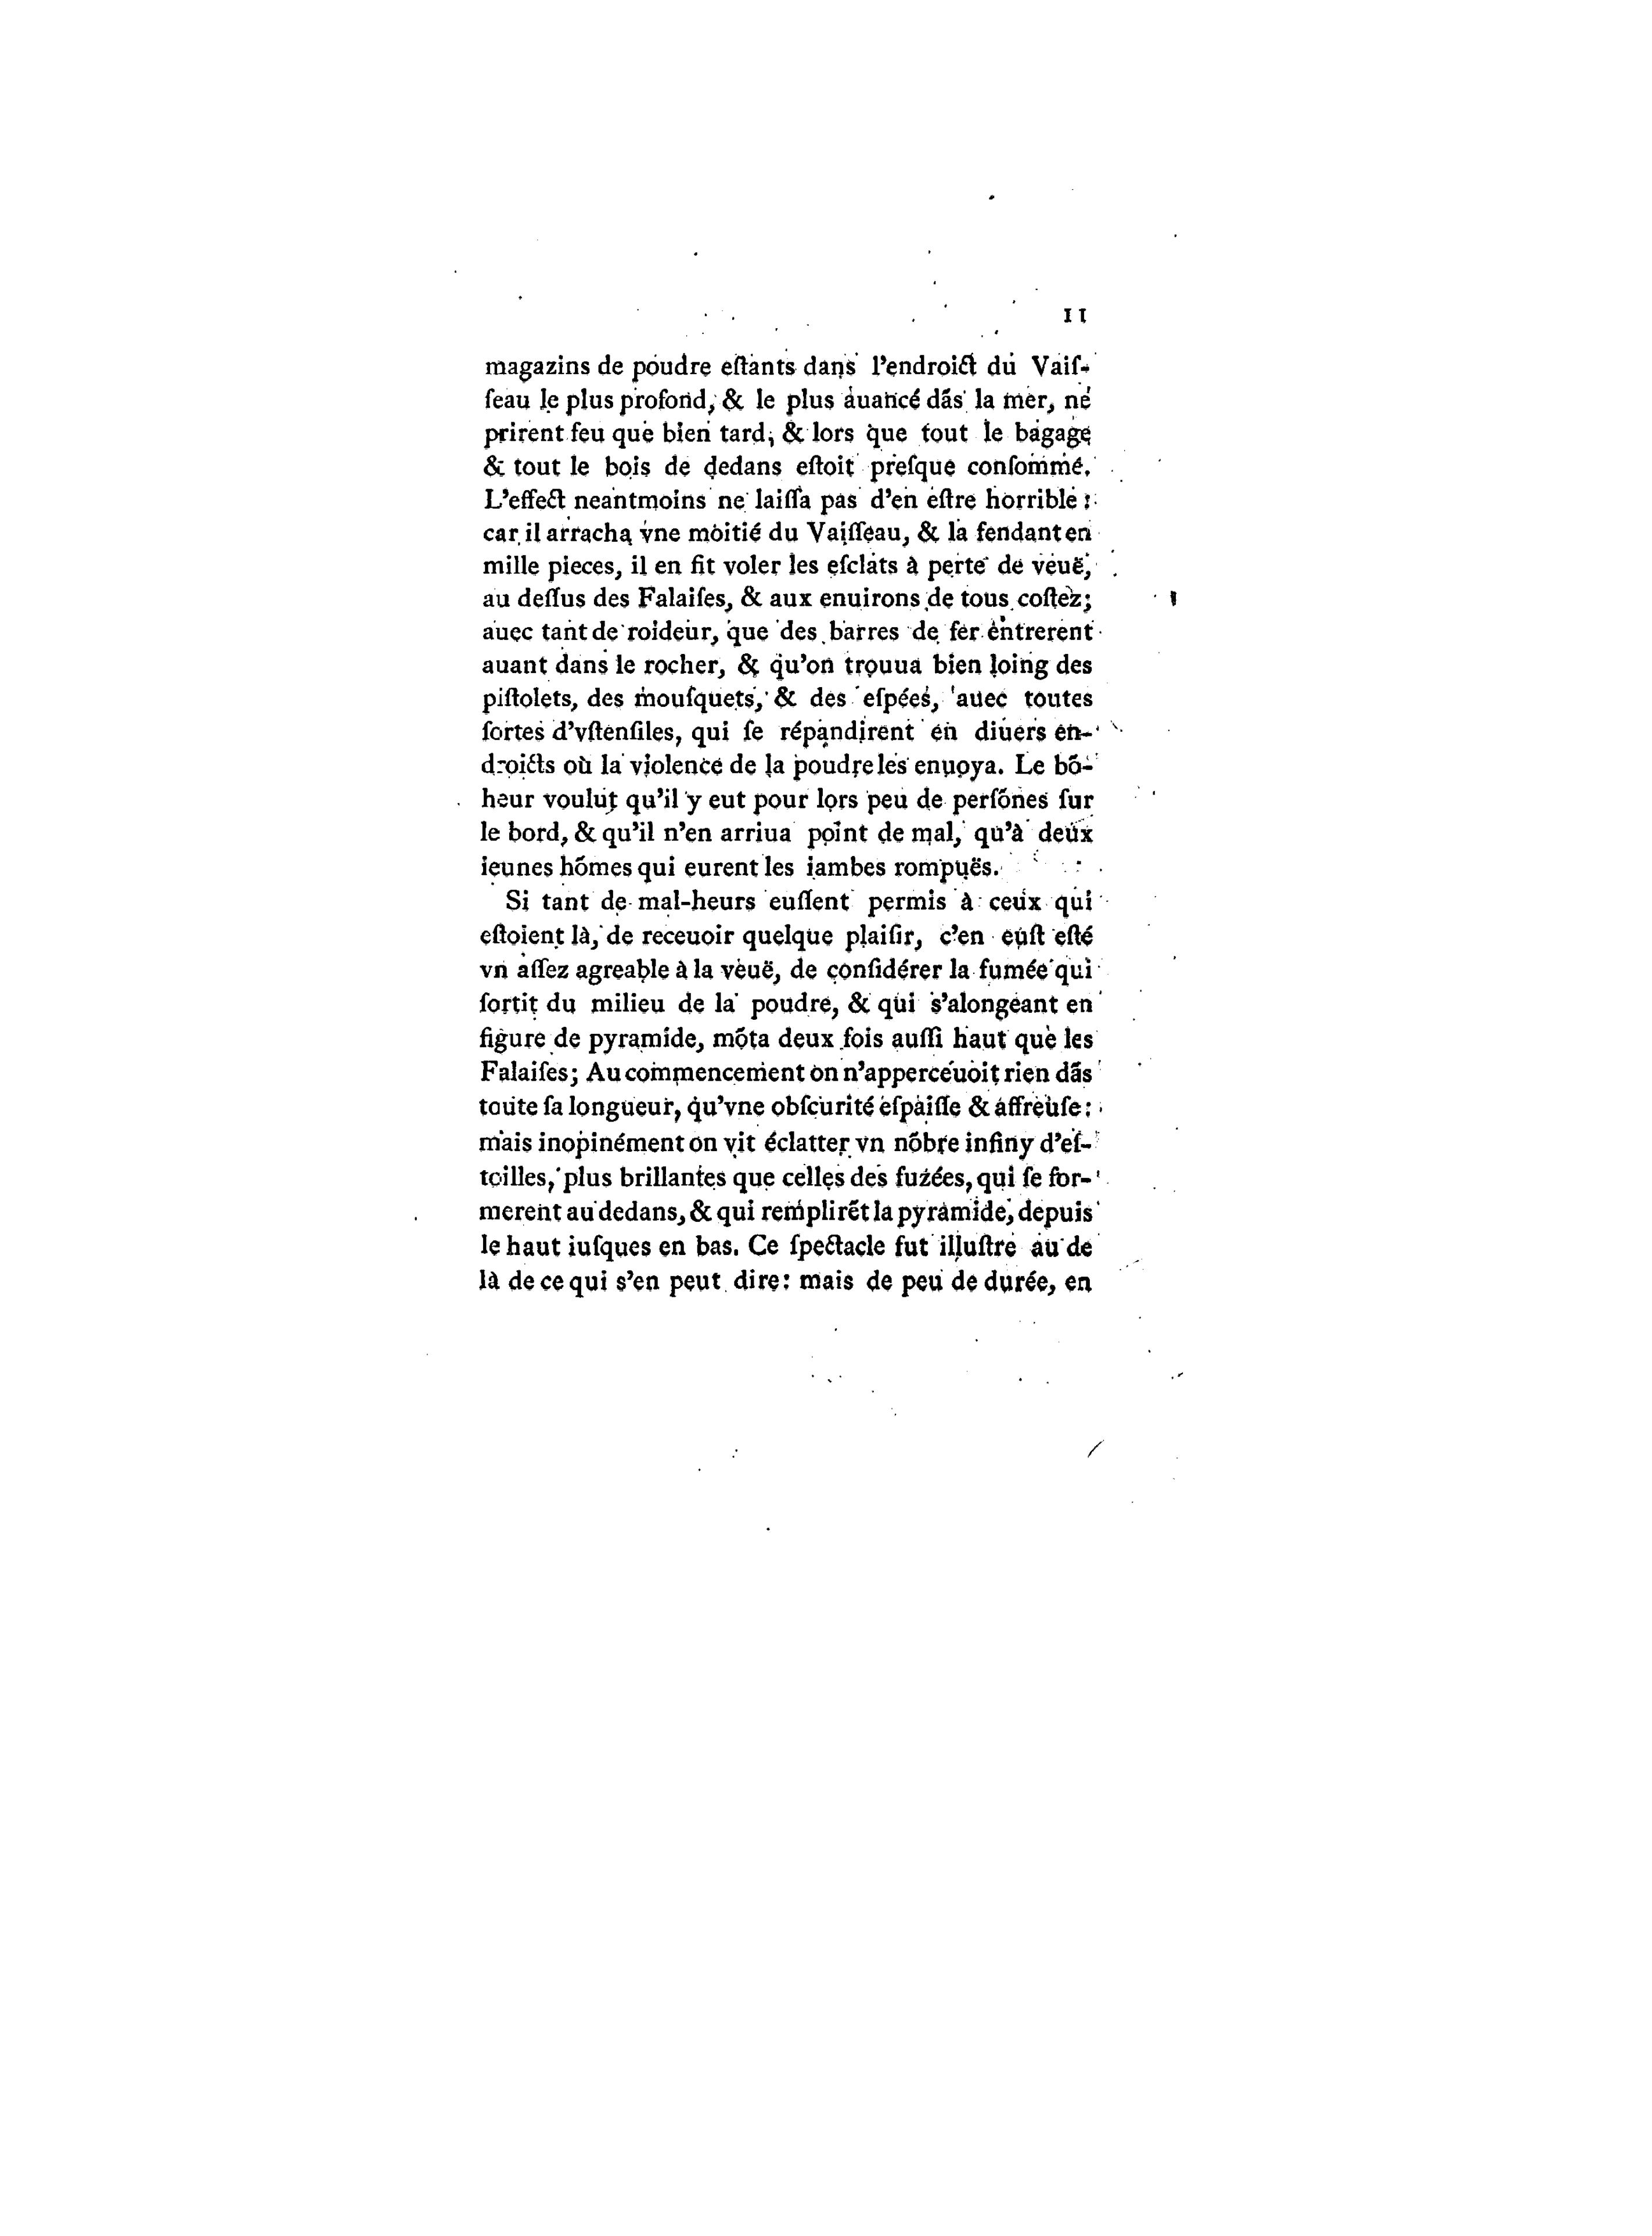 11
magazins de poudre eſtants dans l'endroict du Vaiſ-
ſeau le plus profond, & le plus auancé dãs la mer, ne
prirent feu que bien tard, & lors que tout le bagage
& tout le bois de dedans eſtoit preſque conſommé.
L'effect neantmoins ne laiſſa pas d'en eſtre horrible :
car il arracha vne moitié du Vaiſſeau, & la fendant en
mille pieces, il en fit voler les eſclats à perte de veuë,
au deſſus des Falaiſes, & aux enuirons de tous coſtez;
auec tant de roideur, que des barres de fer entrerent
auant dans le rocher, & qu'on trouua bien loing des
piſtolets, des mouſquets, & des eſpées, auec toutes
ſortes d'vſtenſiles, qui ſe répandirent en diuers en-
droicts où la violence de la poudre les enuoya. Le bõ-
heur voulut qu'il y eut pour lors peu de perſõnes ſur
le bord, & qu'il n'en arriua point de mal, qu'à deux
ieunes hõmes qui eurent les iambes rompuës.
Si tant de mal-heurs euſſent permis à ceux qui
eſtoient là, de receuoir quelque plaiſir, c'en euſt eſté
vn aſſez agreable à la veuë, de conſidérer la fumée qui
ſortit du milieu de la poudre, & qui s'alongeant en
figure de pyramide, mõta deux fois auſſi haut que les
Falaiſes; Au commencement on n'apperceuoit rien dãs
toute ſa longueur, qu'vne obſcurité eſpaiſſe & affreuſe :
mais inopinément on vit éclatter vn nõbre infiny d'eſ-
toilles, plus brillantes que celles des fuzées, qui ſe for-
merent au dedans, & qui remplirẽt la pyramide, depuis
le haut iuſques en bas. Ce ſpectacle fut illuſtre au de
là de ce qui s'en peut dire : mais de peu de durée, en